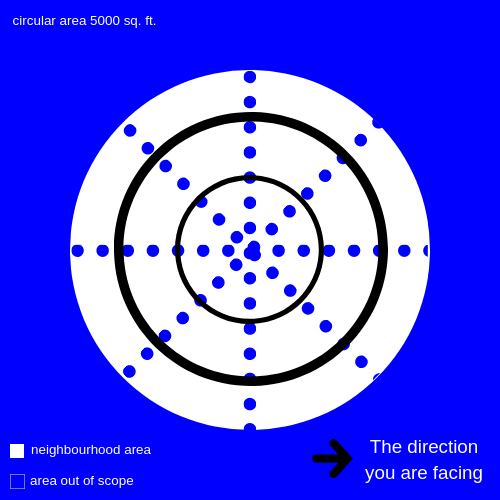 circular area 5000 sq. ft.
neighbourhood area
area out of scope
The direction
you are facing